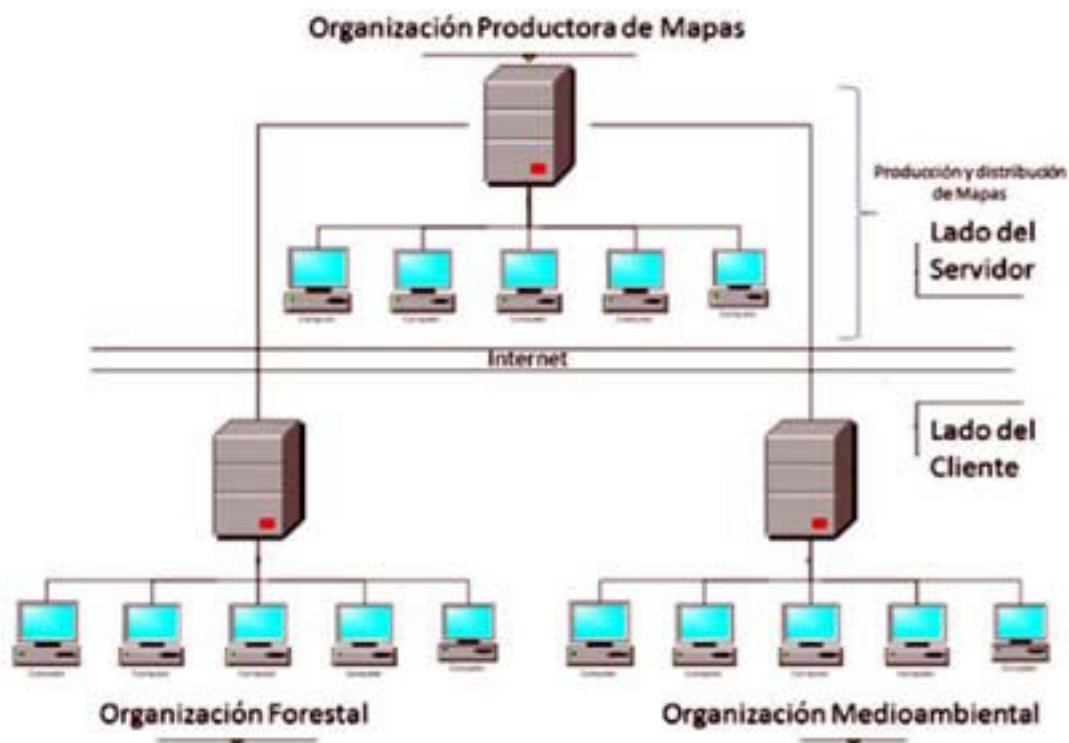 Organización Productora de Mapas
Producción y distribución
de Mapas
Lado del
Servidor
Internet
Lado del
Cliente
Organización Forestal
Organización Medioambiental